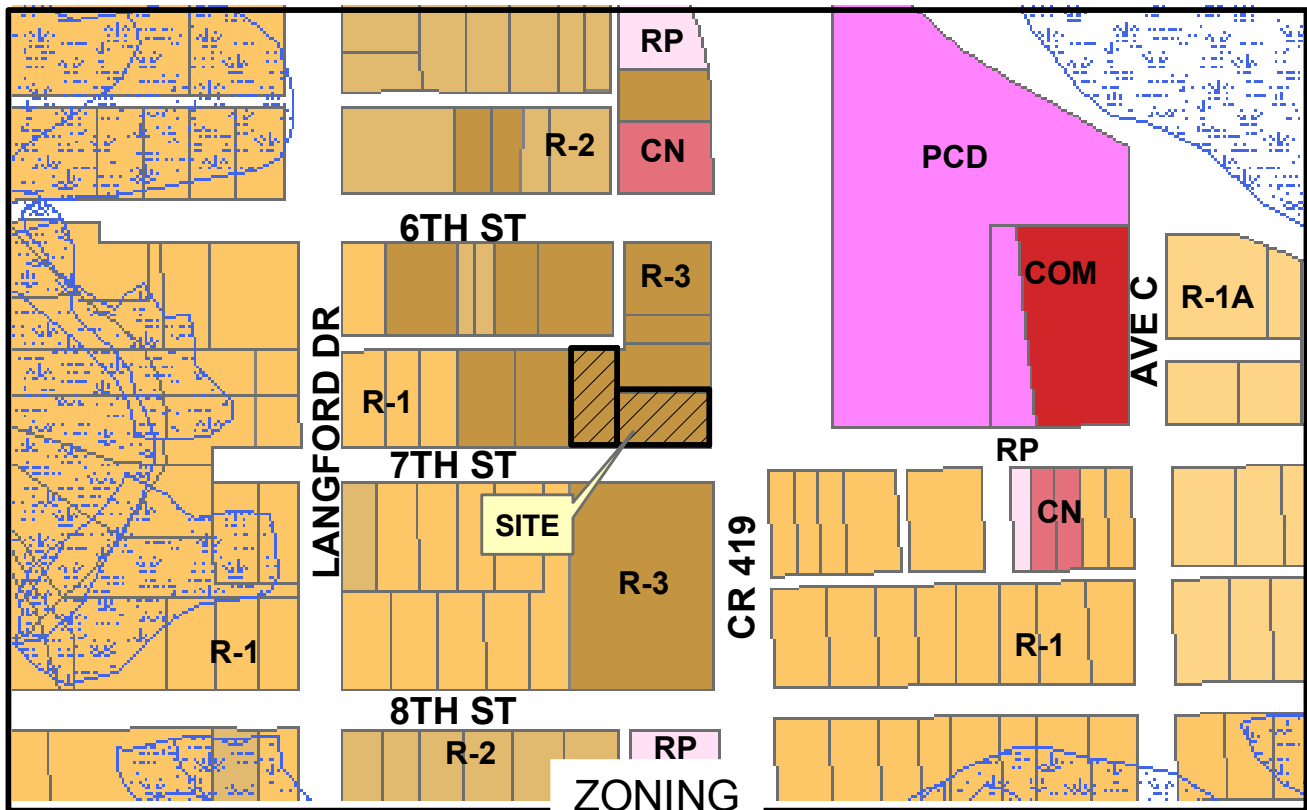 RP
R-2
CN
PCD
6TH ST
R-3
COM
R-1A
AVE C
LANGFORD DR
R-1
7TH ST
RP
SITE
CN
CR 419
R-3
R-1
R-1
8TH ST
R-2
RP
ZONING